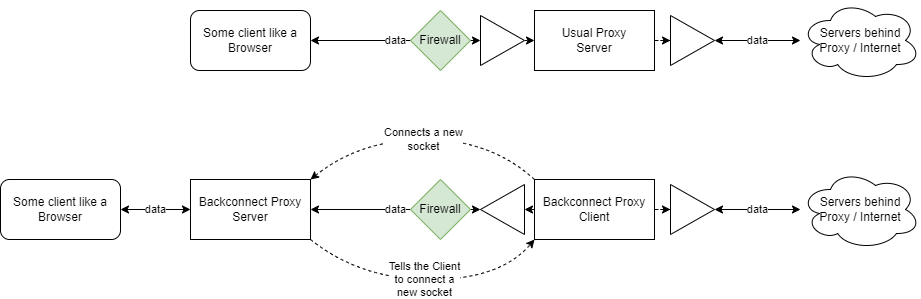 Some client like a
Browser
data
Firewall
Usual Proxy
Server
data
Servers behind
Proxy / Internet
Connects a new
socket
Some client like a
Browser
data
Backconnect Proxy
Server
data
Firewall
Backconnect Proxy
Client
data
Servers behind
Proxy / Internet
Tells the Client
to connect a
new socket